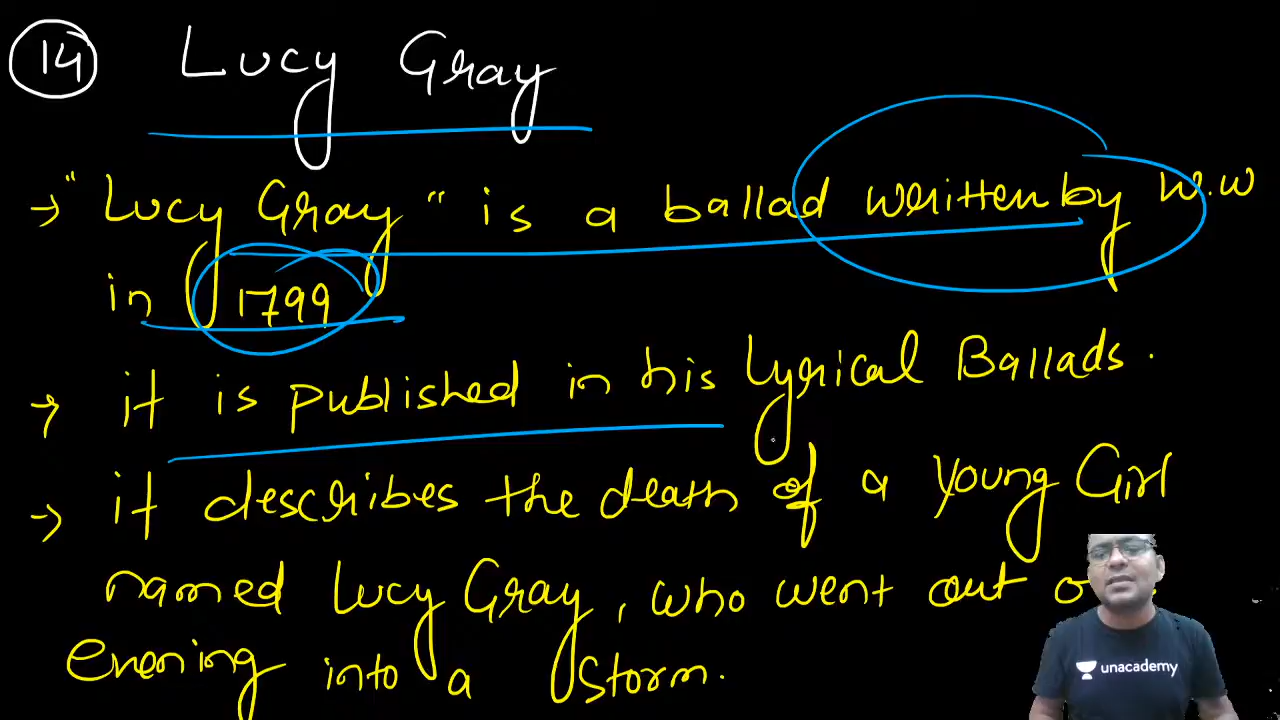 14 Lucy Gray
→ "Lucy Gray" is a ballad written by W.W
in 1799
→ it is published in his Lyrical Ballads.
→ it describes the death of a young Girl
named Lucy Gray, who went out
evening into a storm.
unacademy